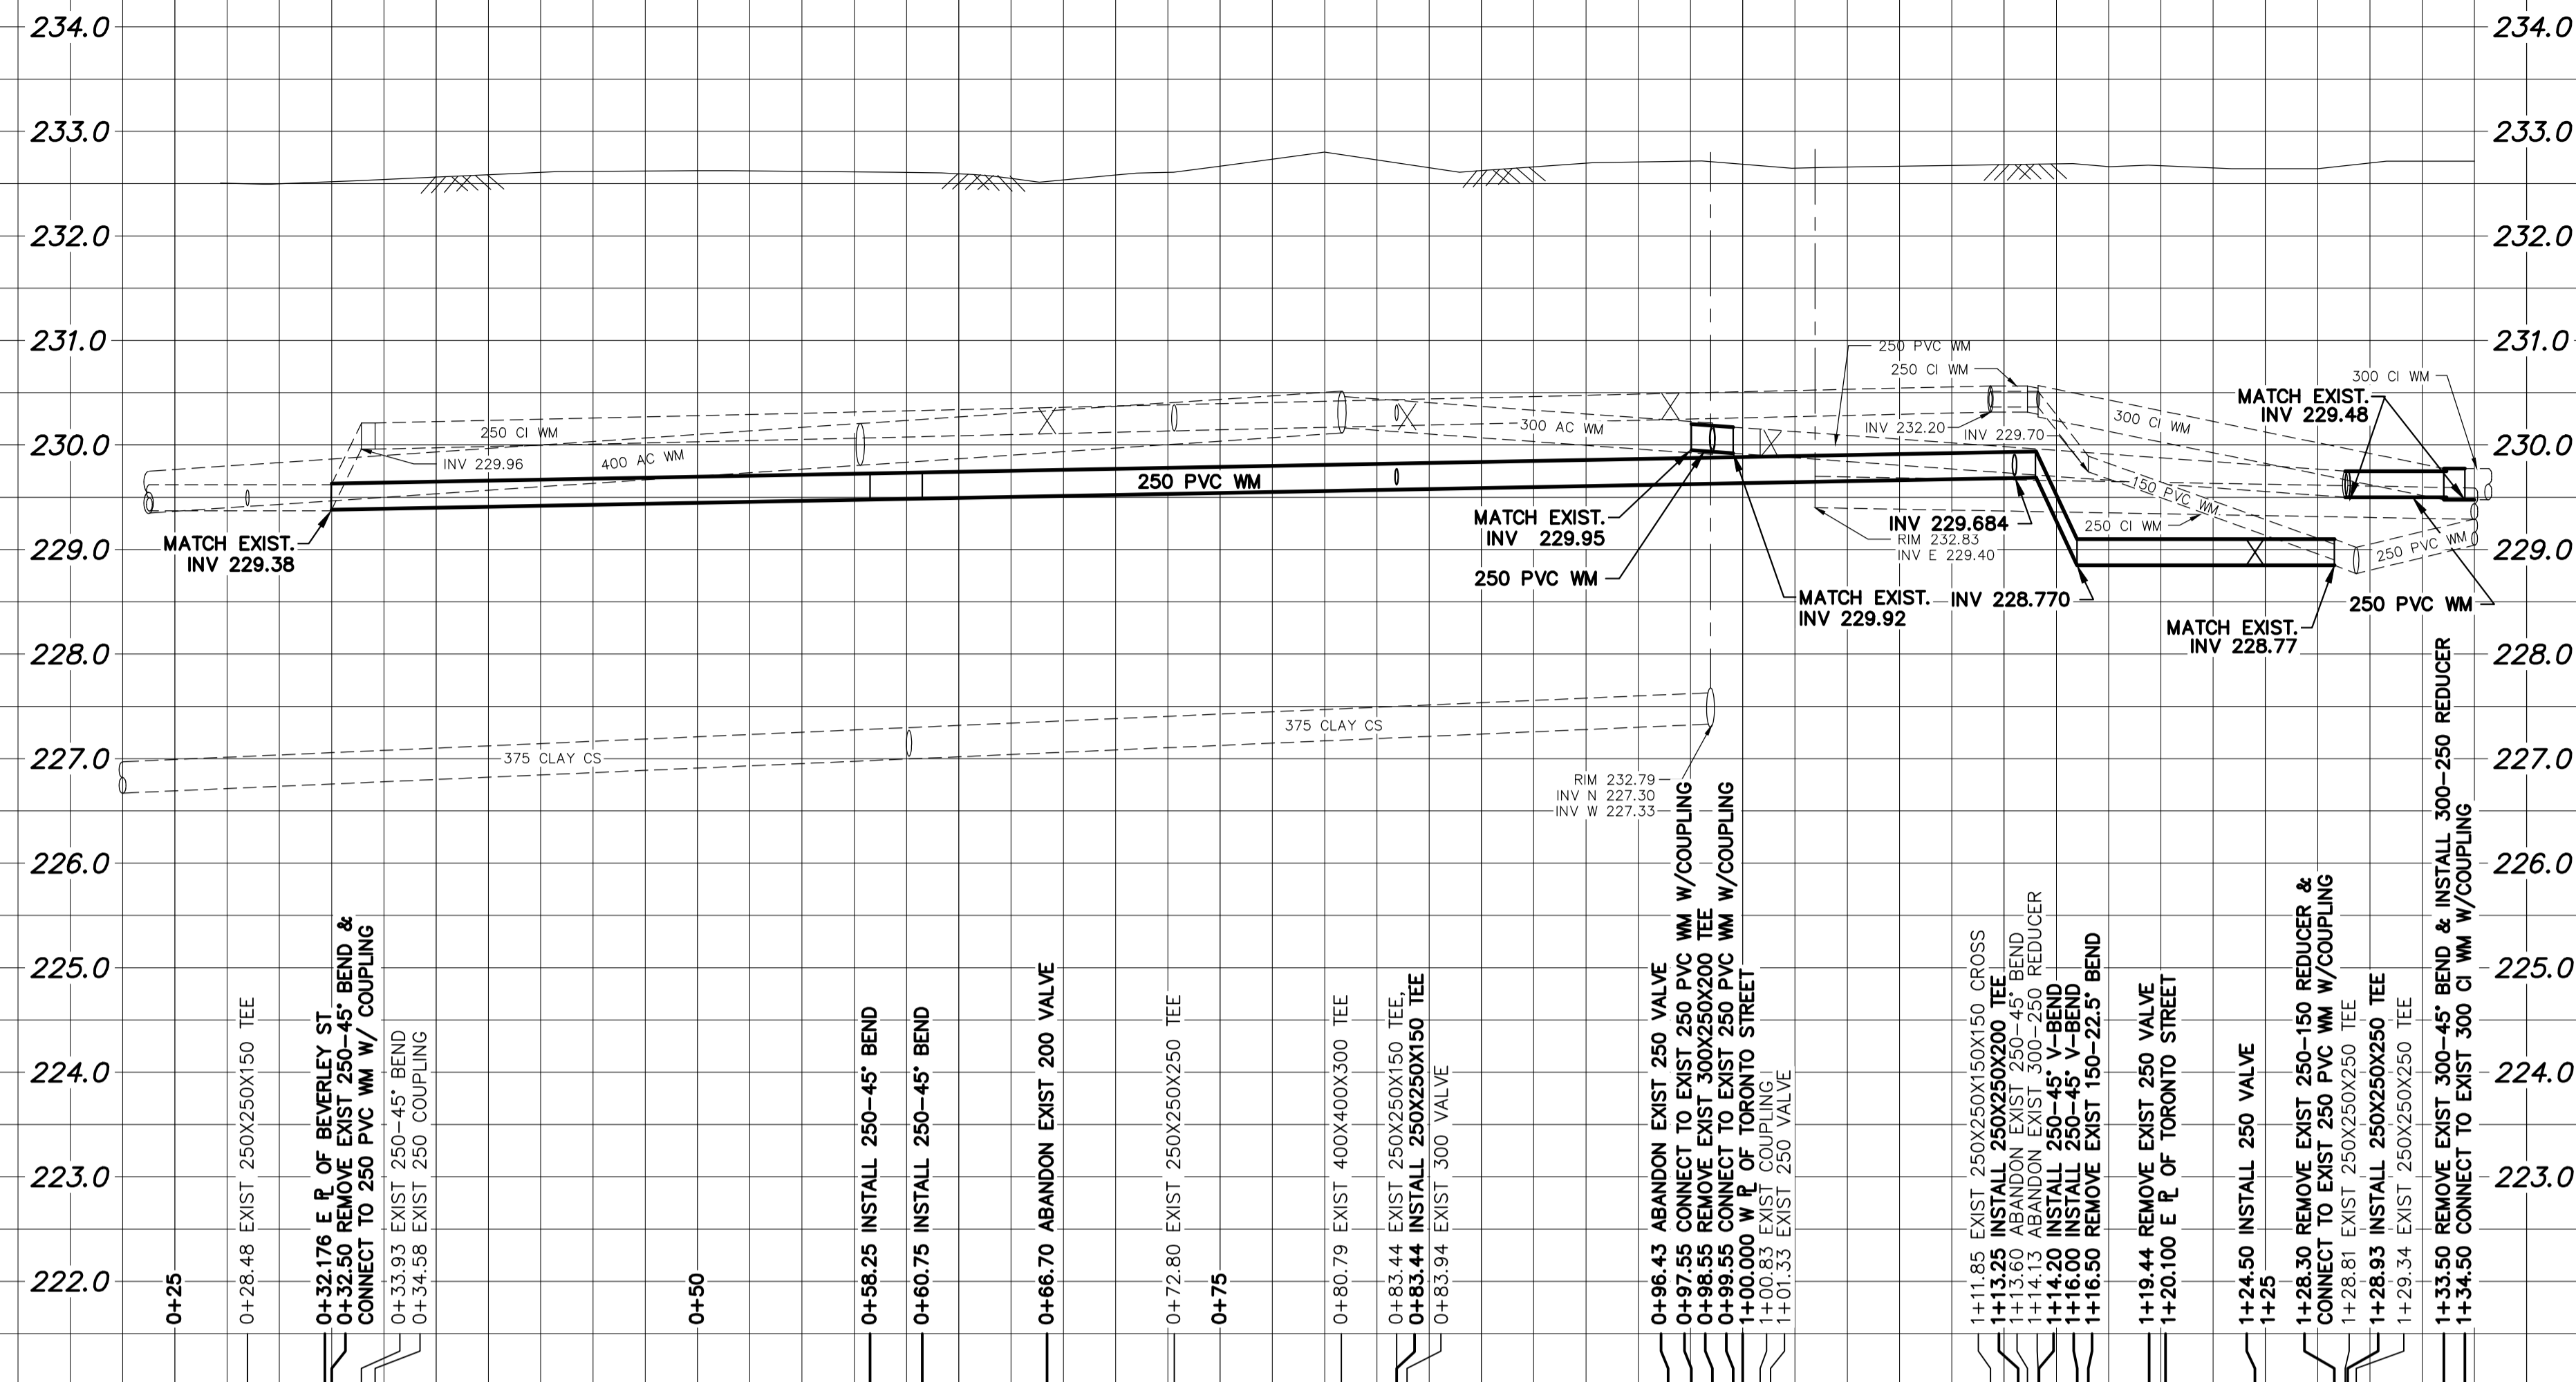 234.0
234.0
233.0
233.0
232.0
232.0
231.0
231.0
250 PVC WM
250 CI WM
300 CI WM
MATCH EXIST.
INV 229.48
230.0
230.0
250 CI WM
400 AC WM
INV 229.96
300 AC WM
INV 232.20
INV 229.70
300 CI WM
250 PVC WM
150 PVC WM
MATCH EXIST.
INV 229.95
INV 229.684
250 CI WM
RIM 232.83
INV E 229.40
250 PVC WM
229.0
229.0
MATCH EXIST.
INV 229.38
250 PVC WM
MATCH EXIST.
INV 229.92
INV 228.770
250 PVC WM
MATCH EXIST.
INV 228.77
228.0
228.0
375 CLAY CS
375 CLAY CS
227.0
227.0
RIM 232.79
INV N 227.30
INV W 227.33
226.0
226.0
225.0
225.0
224.0
224.0
223.0
223.0
222.0
222.0
0+25
0+28.48 EXIST 250X250X150 TEE
0+32.176 E PL OF BEVERLEY ST
0+32.50 REMOVE EXIST 250-45° BEND &
CONNECT TO 250 PVC WM W/ COUPLING
0+33.93 EXIST 250-45° BEND
0+34.58 EXIST 250 COUPLING
0+50
0+58.25 INSTALL 250-45° BEND
0+60.75 INSTALL 250-45° BEND
0+66.70 ABANDON EXIST 200 VALVE
0+72.80 EXIST 250X250X250 TEE
0+75
0+80.79 EXIST 400X400X300 TEE
0+83.44 EXIST 250X250X150 TEE,
0+83.44 INSTALL 250X250X150 TEE
0+83.94 EXIST 300 VALVE
0+96.43 ABANDON EXIST 250 VALVE
0+97.55 CONNECT TO EXIST 250 PVC WM W/COUPLING
0+98.55 REMOVE EXIST 300X250X200 TEE
0+99.55 CONNECT TO EXIST 250 PVC WM W/COUPLING
1+00.000 W PL OF TORONTO STREET
1+00.83 EXIST COUPLING
1+01.33 EXIST 250 VALVE
1+11.85 EXIST 250X250X150X150 CROSS
1+13.25 INSTALL 250X250X200 TEE
1+13.60 ABANDON EXIST 250-45° BEND
1+14.13 ABANDON EXIST 300-250 REDUCER
1+14.20 INSTALL 250-45° V-BEND
1+16.00 INSTALL 250-45° V-BEND
1+16.50 REMOVE EXIST 150-22.5° BEND
1+19.44 REMOVE EXIST 250 VALVE
1+20.100 E PL OF TORONTO STREET
1+24.50 INSTALL 250 VALVE
1+25
1+28.30 REMOVE EXIST 250-150 REDUCER &
CONNECT TO EXIST 250 PVC WM W/COUPLING
1+28.81 EXIST 250X250X250 TEE
1+28.93 INSTALL 250X250X250 TEE
1+29.34 EXIST 250X250X250 TEE
1+33.50 REMOVE EXIST 300-45° BEND & INSTALL 300-250 REDUCER
1+34.50 CONNECT TO EXIST 300 CI WM W/COUPLING